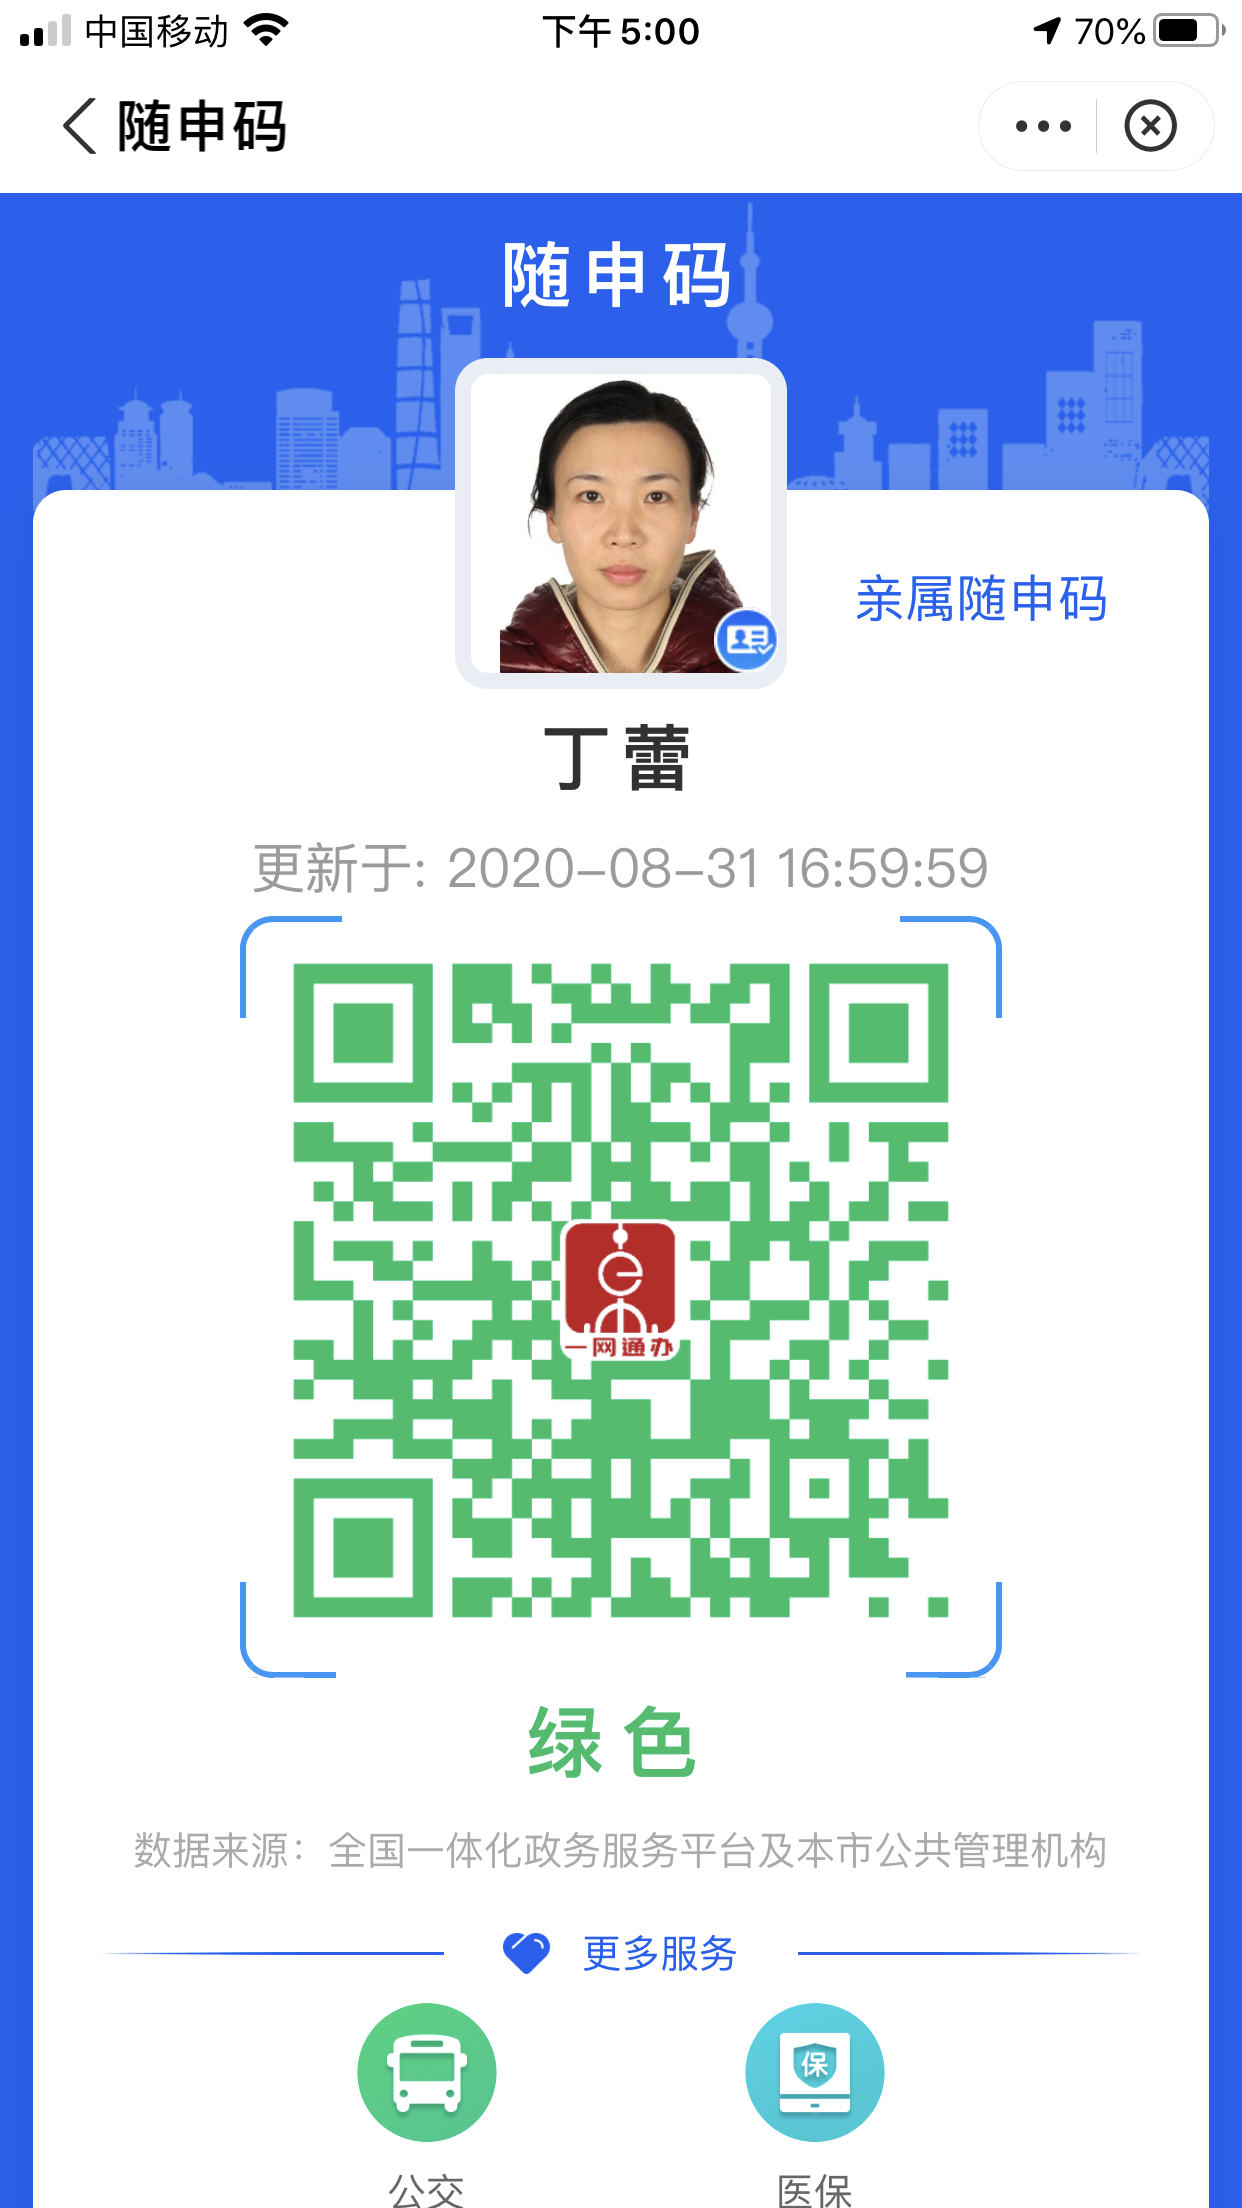 中国移动 下午 5:00 70%
随申码
随申码
亲属随申码
丁蕾
更新于: 2020-08-31 16:59:59
一网通办
绿色
数据来源：全国一体化政务服务平台及本市公共管理机构
更多服务
保
公交 医保